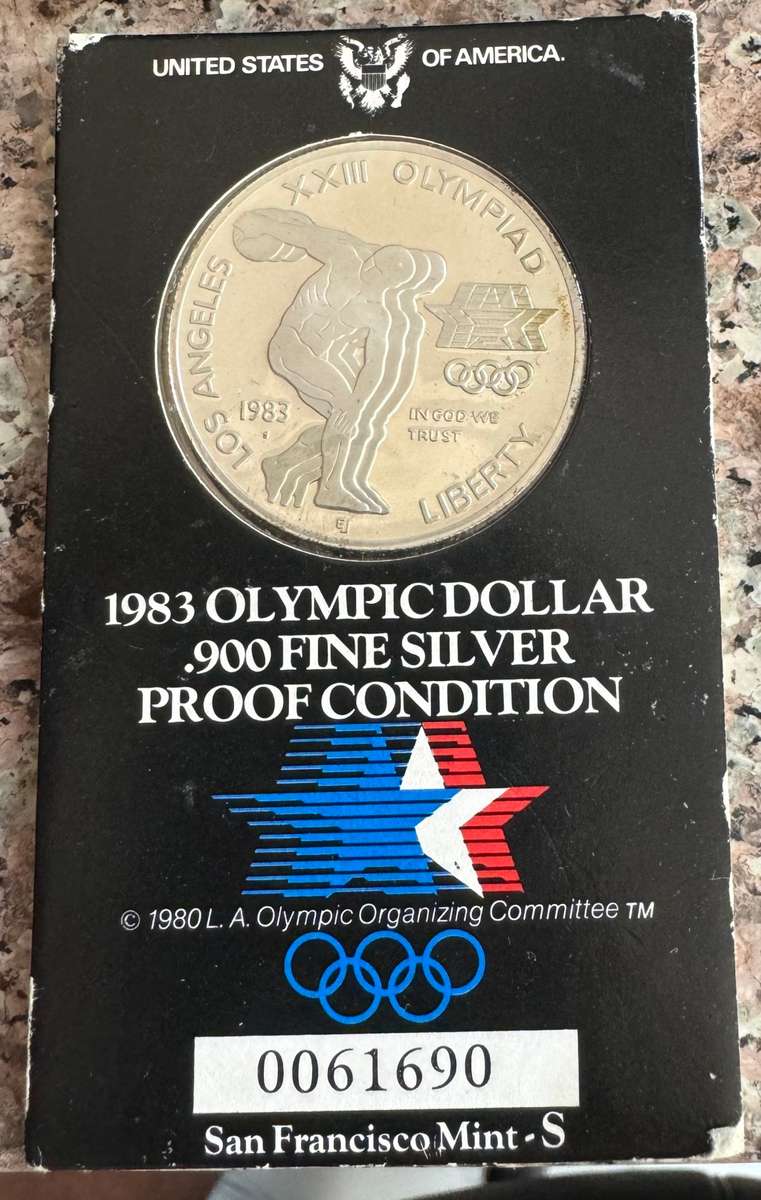 UNITED STATES OF AMERICA.
XXIII OLYMPIAD
LOS ANGELES
1983
S
IN GOD WE
TRUST
LIBERTY
EJ
1983 OLYMPIC DOLLAR
.900 FINE SILVER
PROOF CONDITION
© 1980 L. A. Olympic Organizing Committee TM
0061690
San Francisco Mint - S